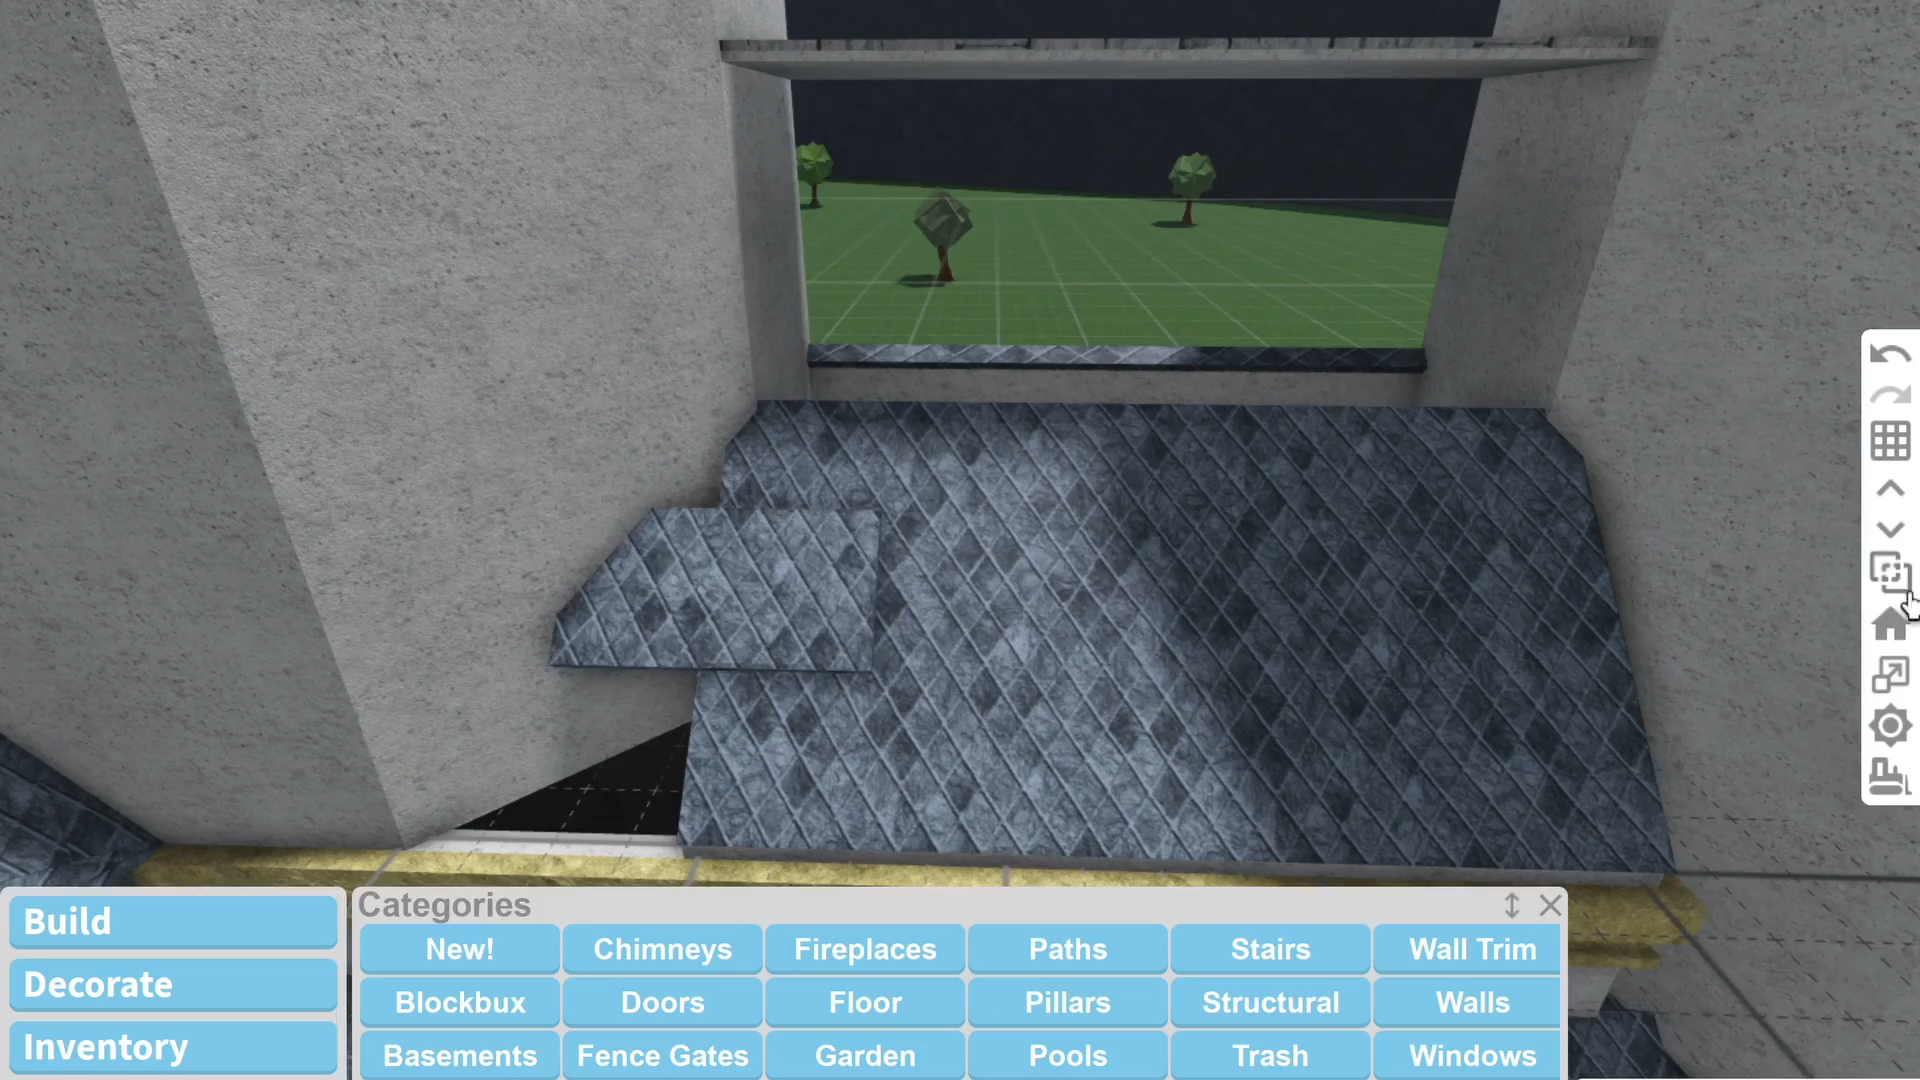 Build
Decorate
Inventory
Categories
New! Chimneys Fireplaces Paths Stairs Wall Trim
Blockbux Doors Floor Pillars Structural Walls
Basements Fence Gates Garden Pools Trash Windows